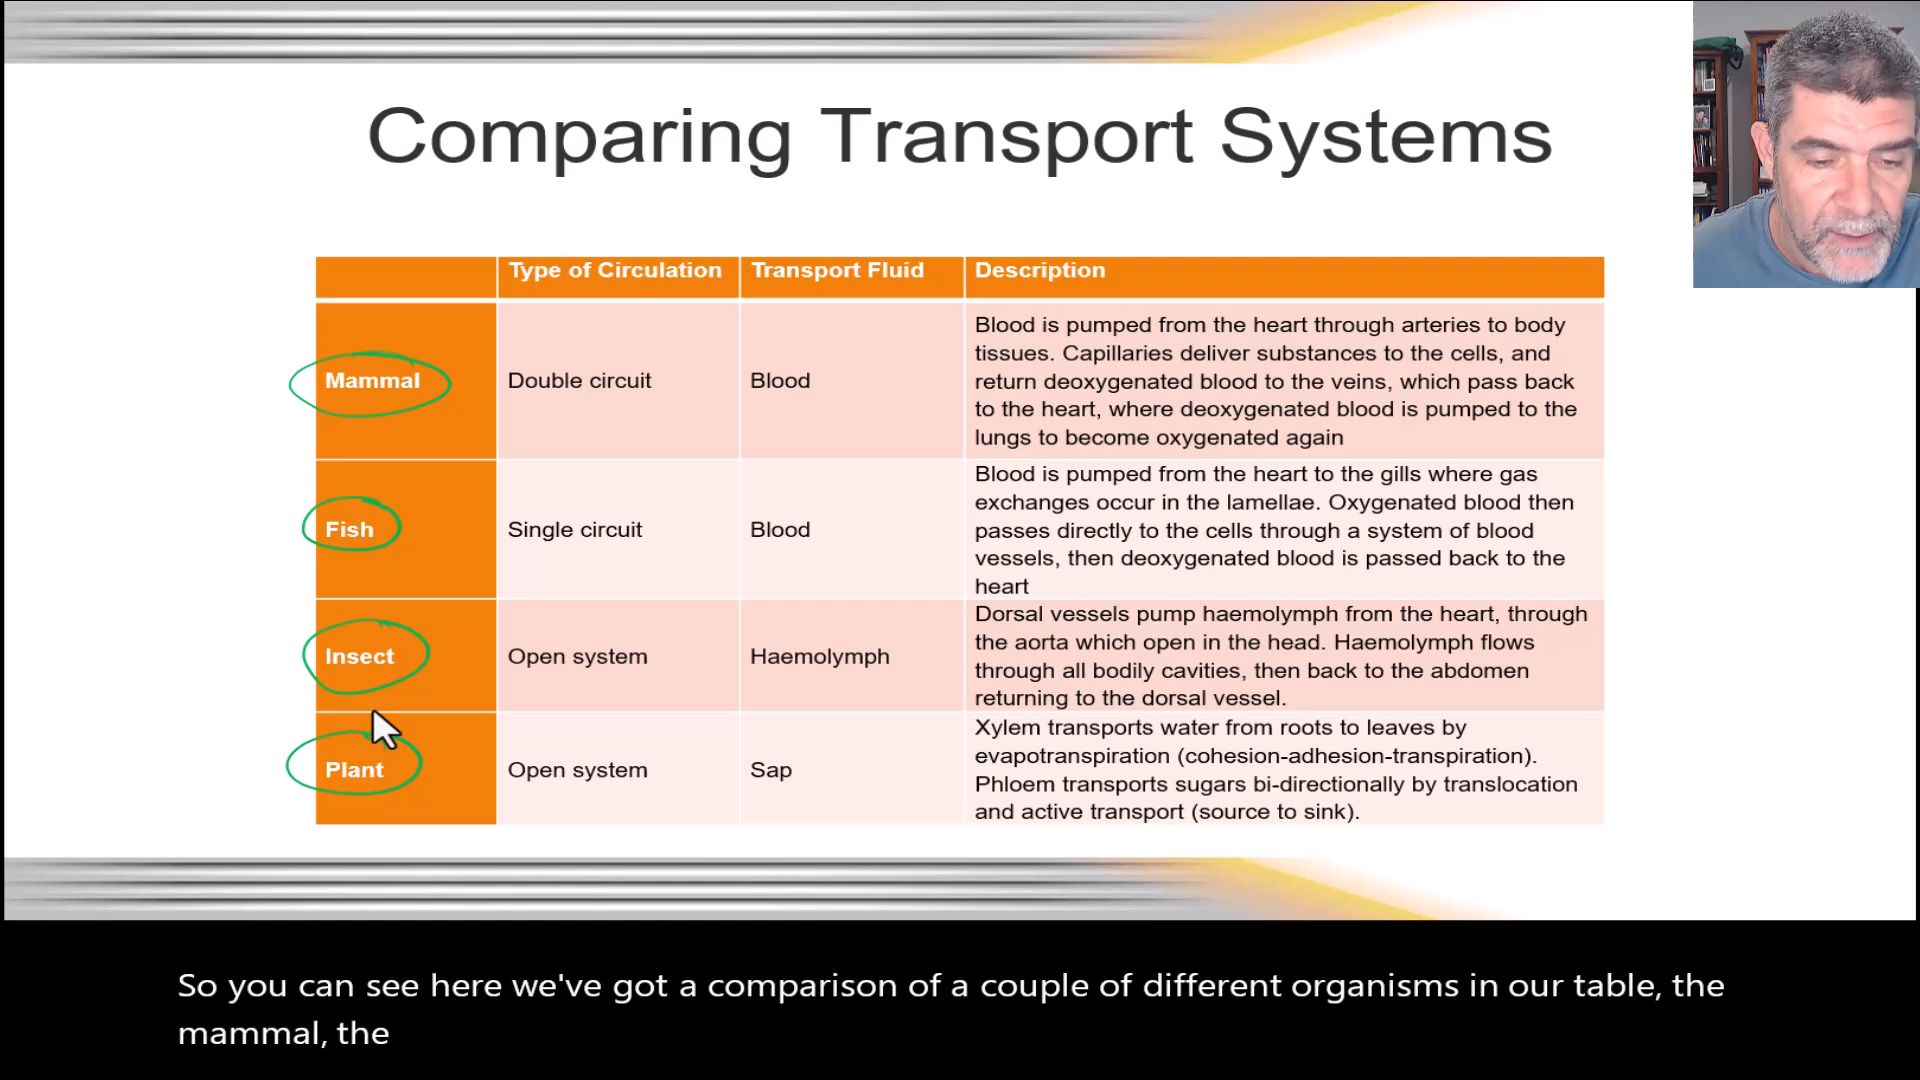 Comparing Transport Systems
Type of Circulation
Transport Fluid
Description
Mammal
Double circuit
Blood
Blood is pumped from the heart through arteries to body
tissues. Capillaries deliver substances to the cells, and
return deoxygenated blood to the veins, which pass back
to the heart, where deoxygenated blood is pumped to the
lungs to become oxygenated again
Fish
Single circuit
Blood
Blood is pumped from the heart to the gills where gas
exchanges occur in the lamellae. Oxygenated blood then
passes directly to the cells through a system of blood
vessels, then deoxygenated blood is passed back to the
heart
Insect
Open system
Haemolymph
Dorsal vessels pump haemolymph from the heart, through
the aorta which open in the head. Haemolymph flows
through all bodily cavities, then back to the abdomen
returning to the dorsal vessel.
Plant
Open system
Sap
Xylem transports water from roots to leaves by
evapotranspiration (cohesion-adhesion-transpiration).
Phloem transports sugars bi-directionally by translocation
and active transport (source to sink).
So you can see here we've got a comparison of a couple of different organisms in our table, the
mammal, the